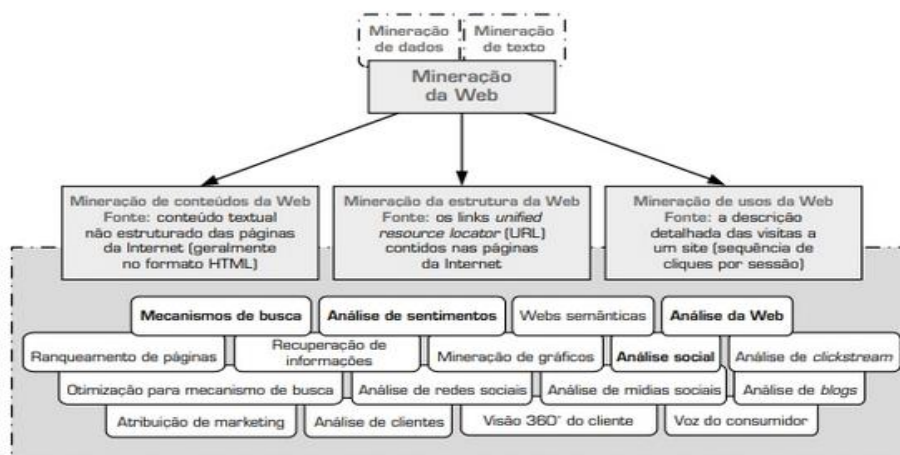 Mineração
de dados
Mineração
de texto
Mineração
da Web
Mineração de conteúdos da Web
Fonte: conteúdo textual
não estruturado das páginas
da Internet (geralmente
no formato HTML)
Mineração da estrutura da Web
Fonte: os links unified
resource locator (URL)
contidos nas páginas
da Internet
Mineração de usos da Web
Fonte: a descrição
detalhada das visitas a
um site (sequência de
cliques por sessão)
Mecanismos de busca
Análise de sentimentos
Webs semânticas
Análise da Web
Ranqueamento de páginas
Recuperação de
informações
Mineração de gráficos
Análise social
Análise de clickstream
Otimização para mecanismo de busca
Análise de redes sociais
Análise de mídias sociais
Análise de blogs
Atribuição de marketing
Análise de clientes
Visão 360° do cliente
Voz do consumidor